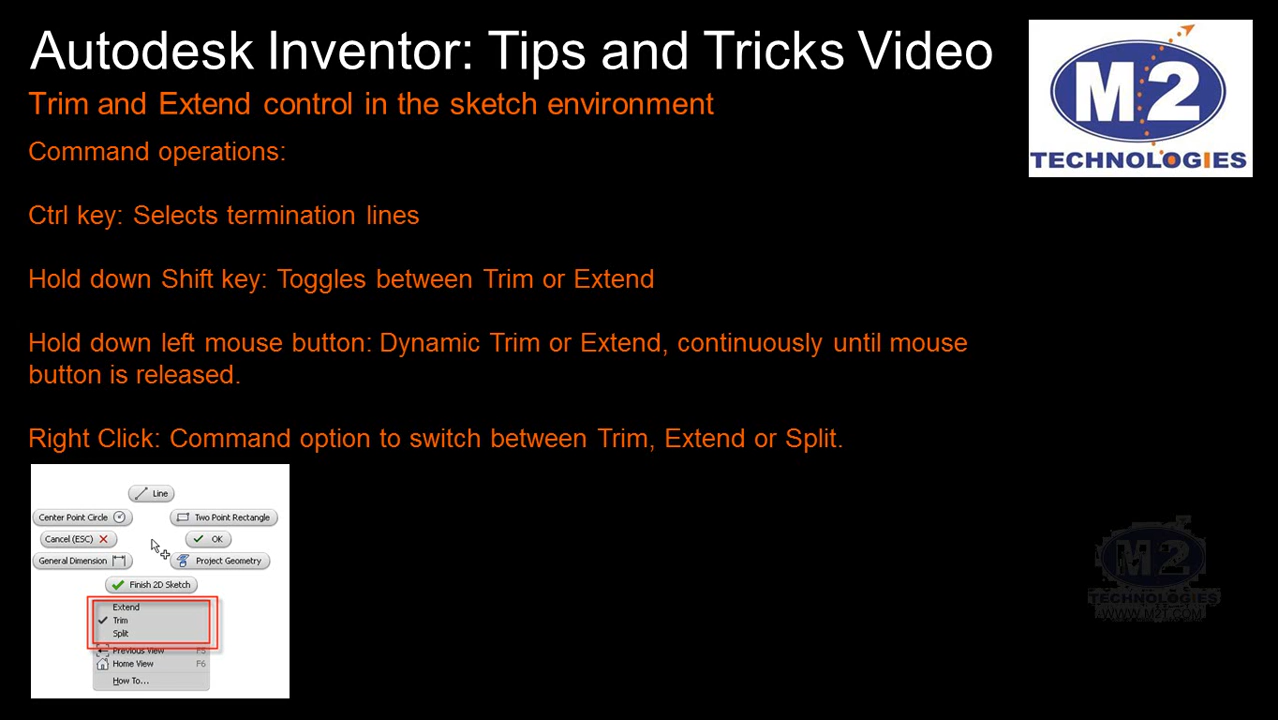 Autodesk Inventor: Tips and Tricks Video
Trim and Extend control in the sketch environment
M2
TECHNOLOGIES
Command operations:
Ctrl key: Selects termination lines
Hold down Shift key: Toggles between Trim or Extend
Hold down left mouse button: Dynamic Trim or Extend, continuously until mouse
button is released.
Right Click: Command option to switch between Trim, Extend or Split.
Line
Center Point Circle
Two Point Rectangle
Cancel (ESC)
OK
General Dimension
Project Geometry
Finish 2D Sketch
Extend
Trim
Split
Previous View F5
Home View F6
How To...
M2
TECHNOLOGIES
WWW.M2T.COM